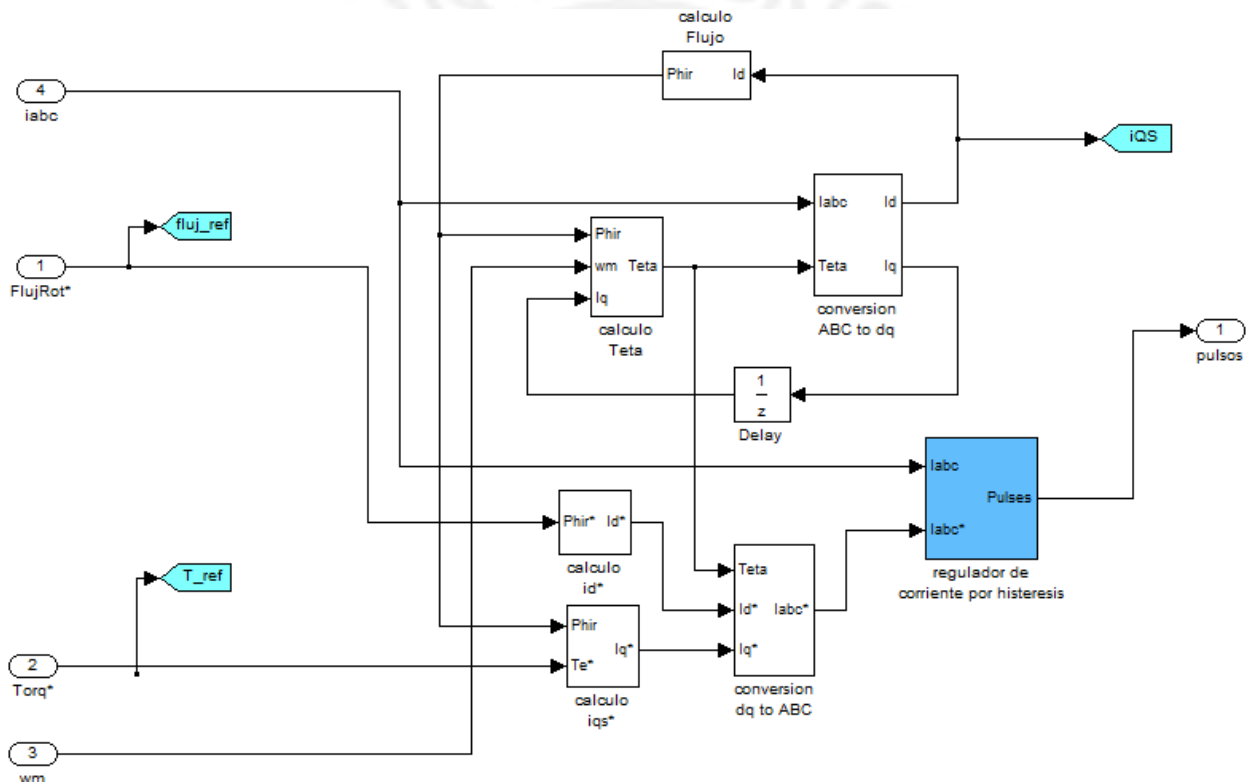 calculo
Flujo
Phir Id
4
iabc
iQS
fluj_ref
1
FlujRot*
Iabc Id
Teta Iq
conversion
ABC to dq
Phir
wm Teta
Iq
calculo
Teta
1
pulsos
1
z
Delay
Iabc
Pulses
Iabc*
regulador de
corriente por histeresis
Phir* Id*
calculo
id*
T_ref
Teta
Id* Iabc*
Iq*
conversion
dq to ABC
Phir
Iq*
Te*
calculo
iqs*
2
Torq*
3
wm